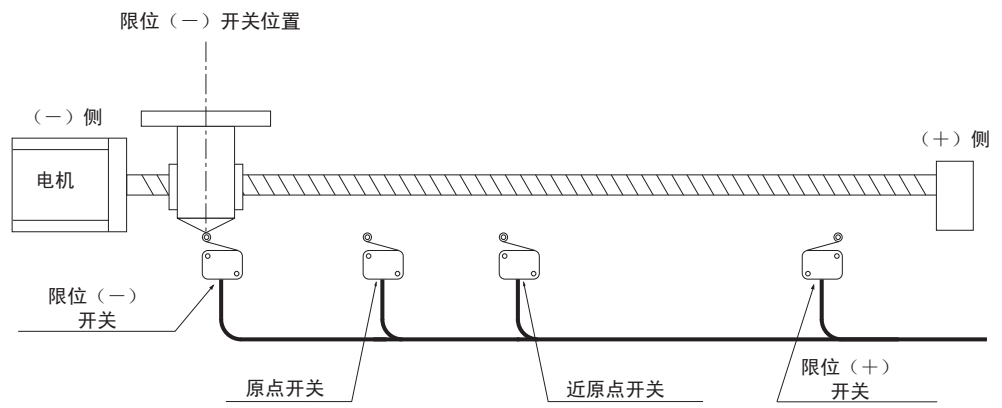 限位（－）开关位置
（－）侧
（＋）侧
电机
限位（－）
开关
原点开关
近原点开关
限位（＋）
开关